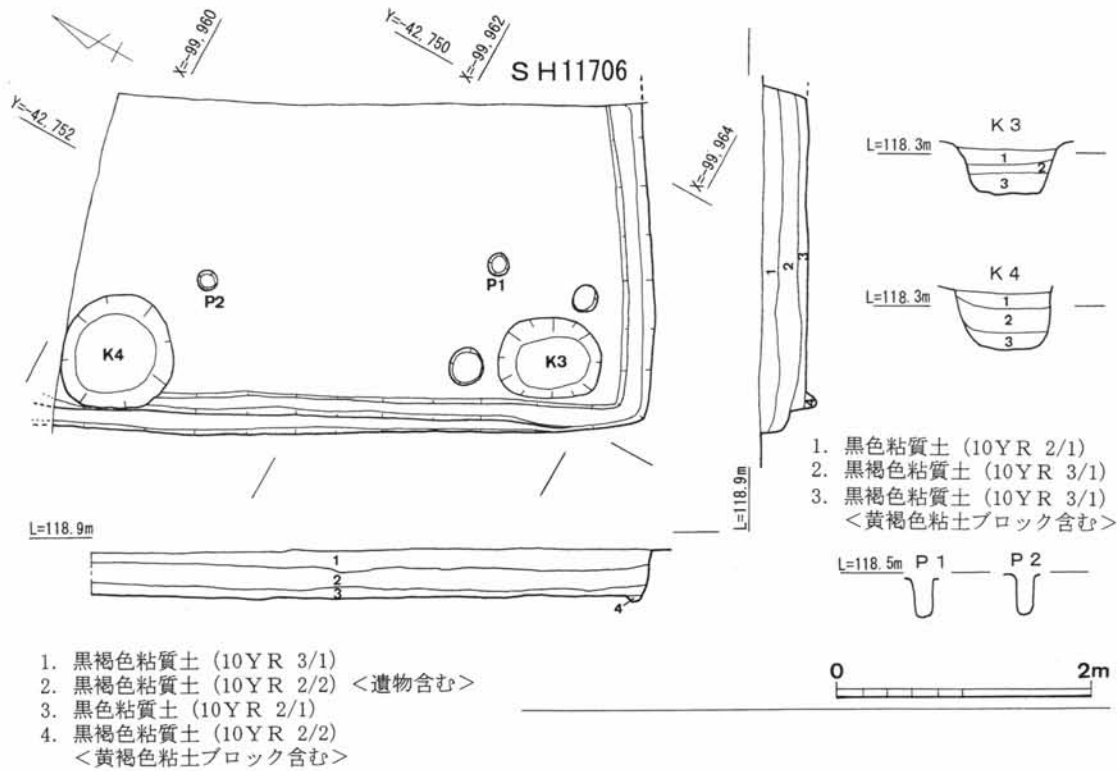 Y=-42,752
X=-99,960
Y=-42,750
X=-99,962
SH11706
X=-99,964
P2
P1
K4
K3
1
2
3
L=118.9m
K3
L=118.3m
1
2
3
K4
L=118.3m
1
2
3
1. 黒色粘質土 (10YR 2/1)
2. 黒褐色粘質土 (10YR 3/1)
3. 黒褐色粘質土 (10YR 3/1)
<黄褐色粘土ブロック含む>
L=118.9m
1
2
3
4
L=118.5m P1 P2
1. 黒褐色粘質土 (10YR 3/1)
2. 黒褐色粘質土 (10YR 2/2) <遺物含む>
3. 黒色粘質土 (10YR 2/1)
4. 黒褐色粘質土 (10YR 2/2)
<黄褐色粘土ブロック含む>
0 2m